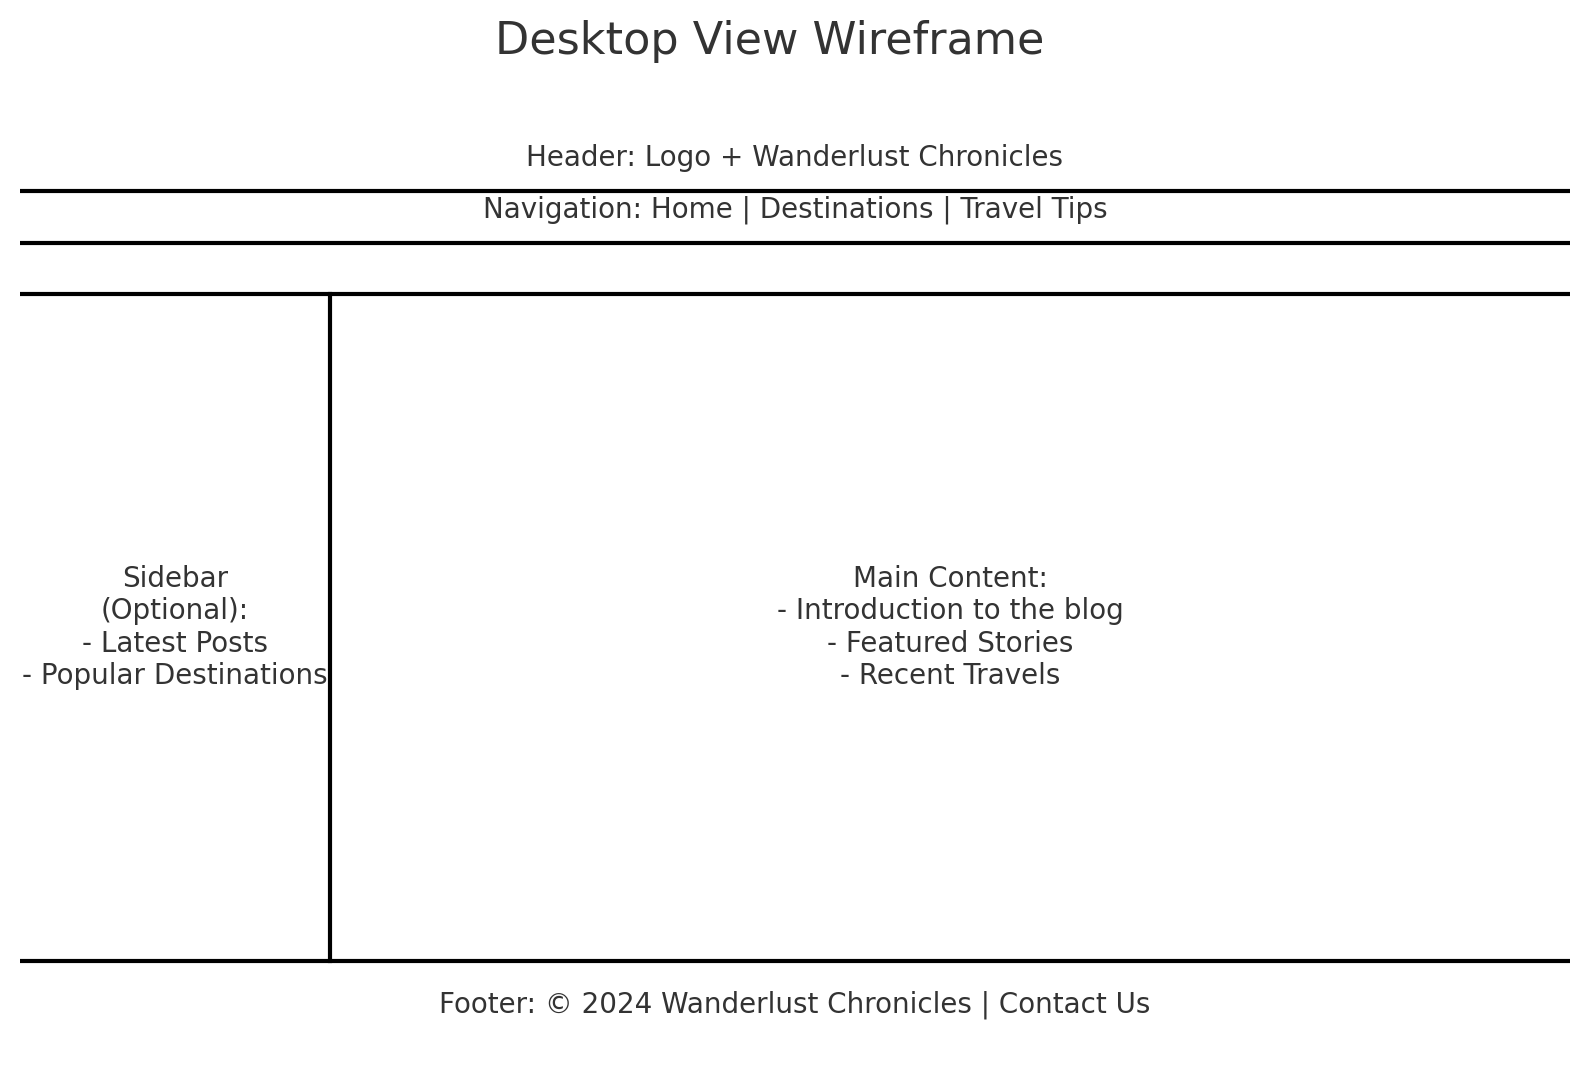 Desktop View Wireframe
Header: Logo + Wanderlust Chronicles
Navigation: Home | Destinations | Travel Tips
Sidebar
(Optional):
- Latest Posts
- Popular Destinations
Main Content:
- Introduction to the blog
- Featured Stories
- Recent Travels
Footer: © 2024 Wanderlust Chronicles | Contact Us